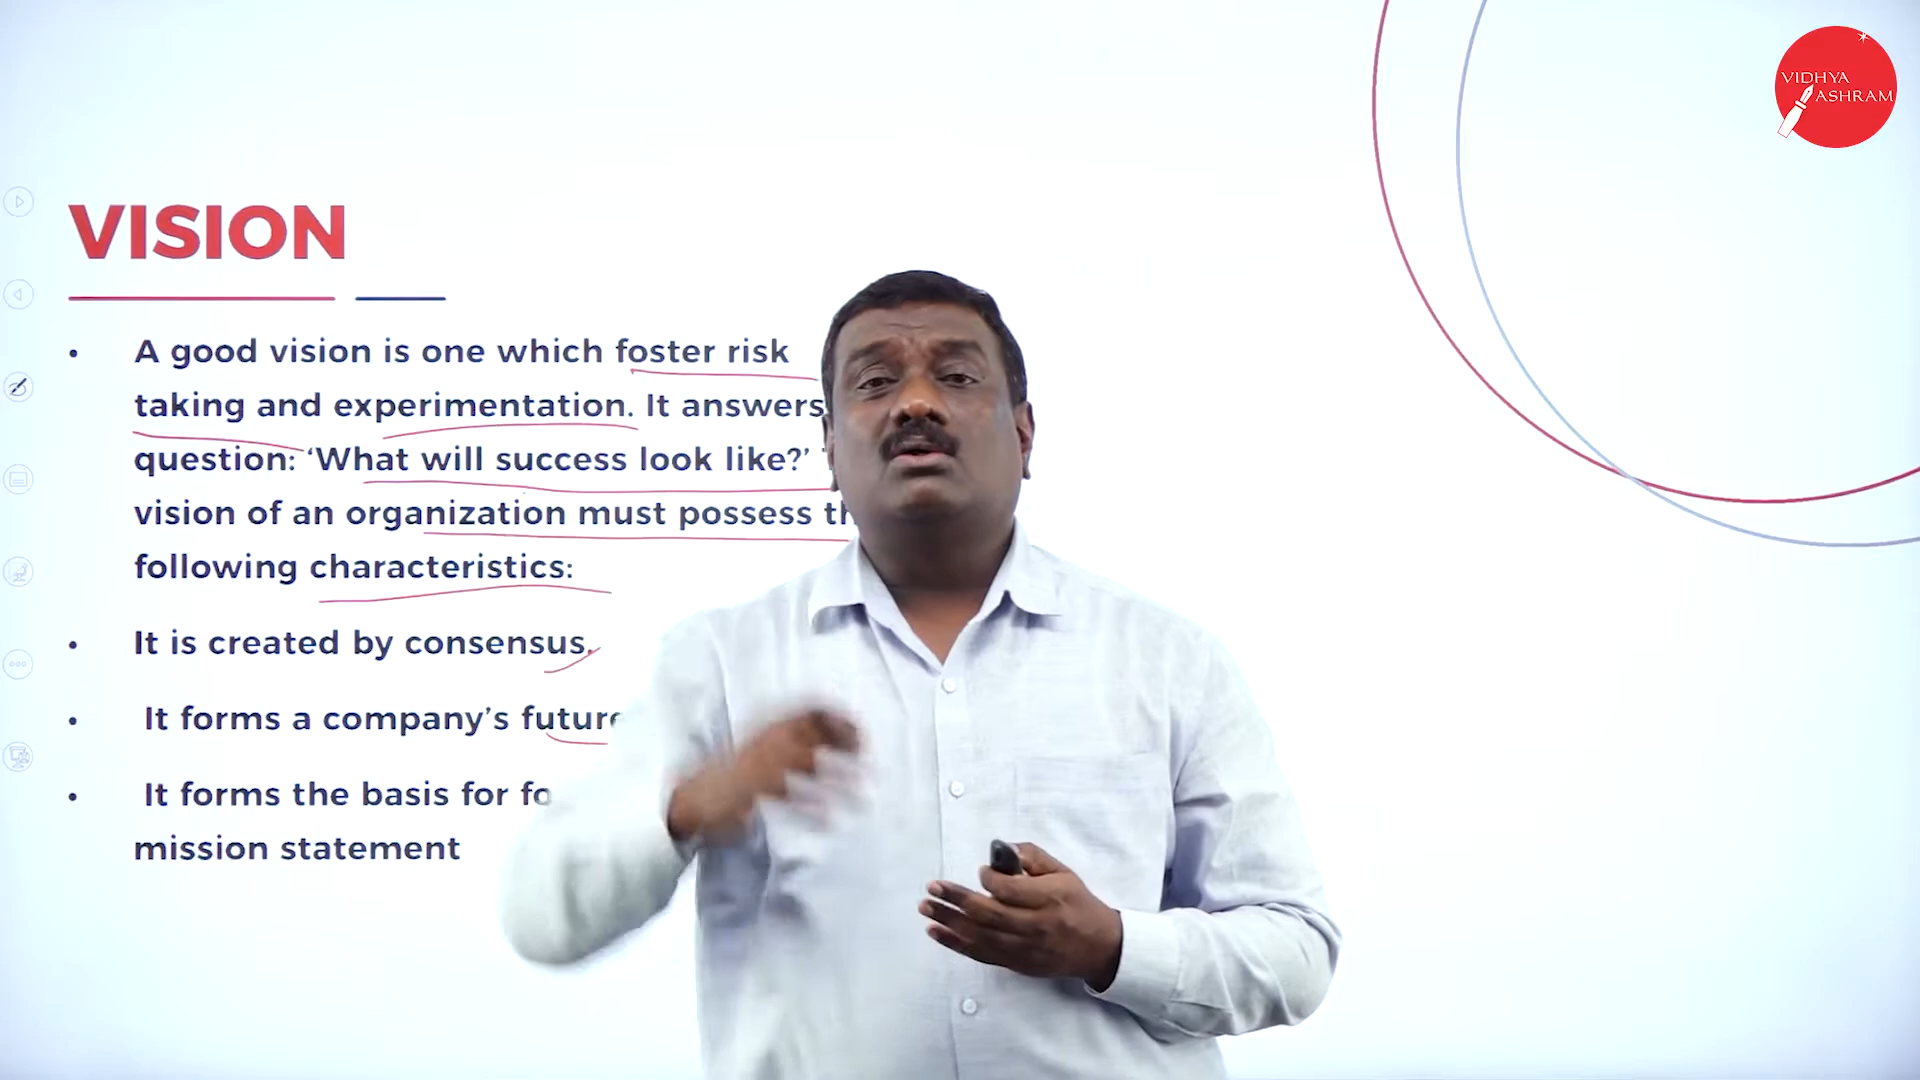 VIDHYA
ASHRAM
VISION
• A good vision is one which foster risk
taking and experimentation. It answers
question: ‘What will success look like?’
vision of an organization must possess
following characteristics:
• It is created by consensus.
• It forms a company’s future
• It forms the basis for
mission statement